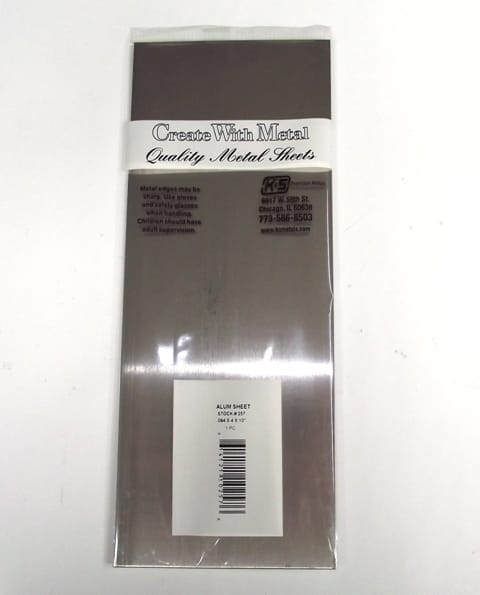 Create With Metal
Quality Metal Sheets
Metal edges may be
sharp. Use gloves
and safety glasses
when handling.
Children should have
adult supervision.
K+S Precision Metals
6917 W. 59th St.
Chicago, IL 60638
773-586-8503
www.ksmetals.com
ALUM SHEET
STOCK # 257
.064 X 4 X 10"
1 PC